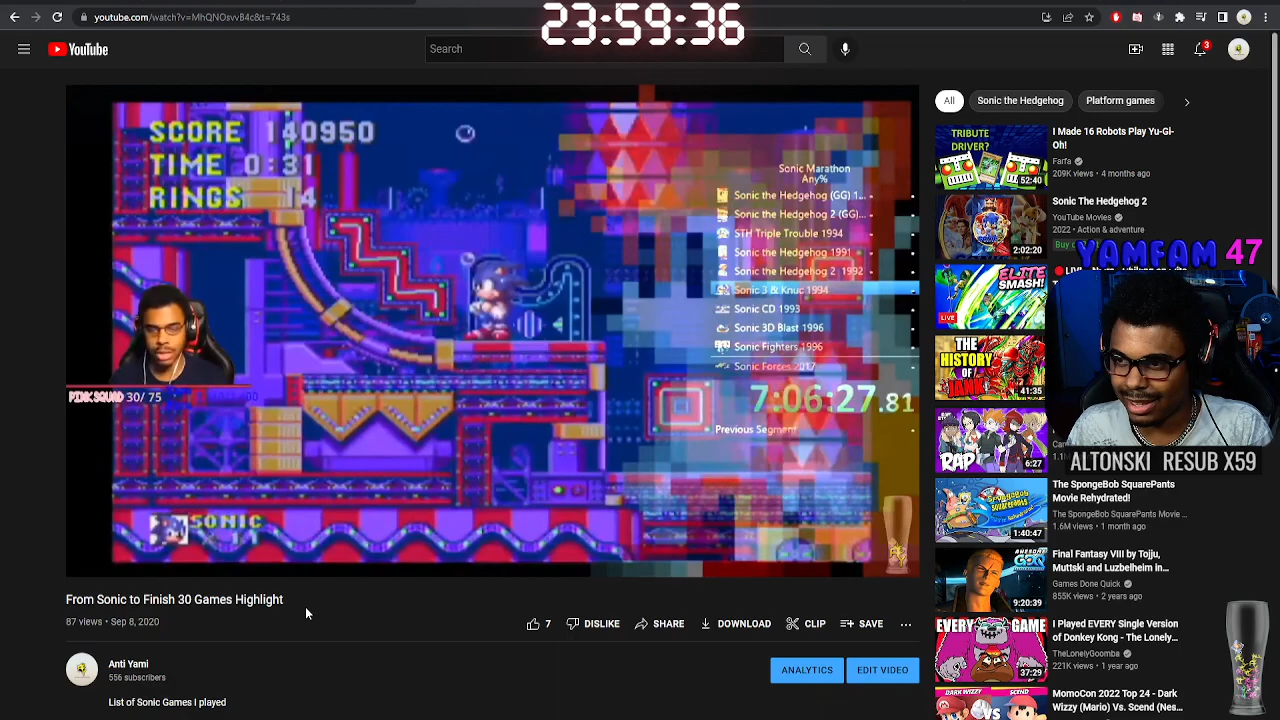 youtube.com/watch?v=MhQNOsvvB4c&t=743s
23:59:36
YouTube
Search
3
SCORE 140950
TIME 0:31
RINGS 14
Sonic Marathon
Any%
Sonic the Hedgehog (GG) 1...
Sonic the Hedgehog 2 (GG)...
STH Triple Trouble 1994
Sonic the Hedgehog 1991
Sonic the Hedgehog 2 1992
Sonic 3 & Knuc 1994
Sonic CD 1993
Sonic 3D Blast 1996
Sonic Fighters 1996
Sonic Forces 2017
7:06:27.81
Previous Segment
PINK SQUAD 30/ 75
SONIC
From Sonic to Finish 30 Games Highlight
87 views • Sep 8, 2020
7
DISLIKE
SHARE
DOWNLOAD
CLIP
SAVE
Anti Yami
556 subscribers
ANALYTICS
EDIT VIDEO
List of Sonic Games I played
All
Sonic the Hedgehog
Platform games
TRIBUTE
DRIVER?
52:40
I Made 16 Robots Play Yu-Gi-
Oh!
Farfa
209K views • 4 months ago
2:02:20
Sonic The Hedgehog 2
YouTube Movies
2022 • Action & adventure
YAMFAM 47
ELITE
SMASH!
LIVE
THE
HISTORY
OF
JANK
41:35
RAP
6:27
ALTONSKI RESUB X59
1:40:47
The SpongeBob SquarePants
Movie Rehydrated!
The SpongeBob SquarePants Movie ...
1.6M views • 1 month ago
9:20:39
Final Fantasy VIII by Tojju,
Muttski and Luzbelheim in...
Games Done Quick
855K views • 2 years ago
EVERY GAME
37:29
I Played EVERY Single Version
of Donkey Kong - The Lonely...
TheLonelyGoomba
221K views • 1 year ago
DARK WIZZY
SCEND
MomoCon 2022 Top 24 - Dark
Wizzy (Mario) Vs. Scend (Nes...